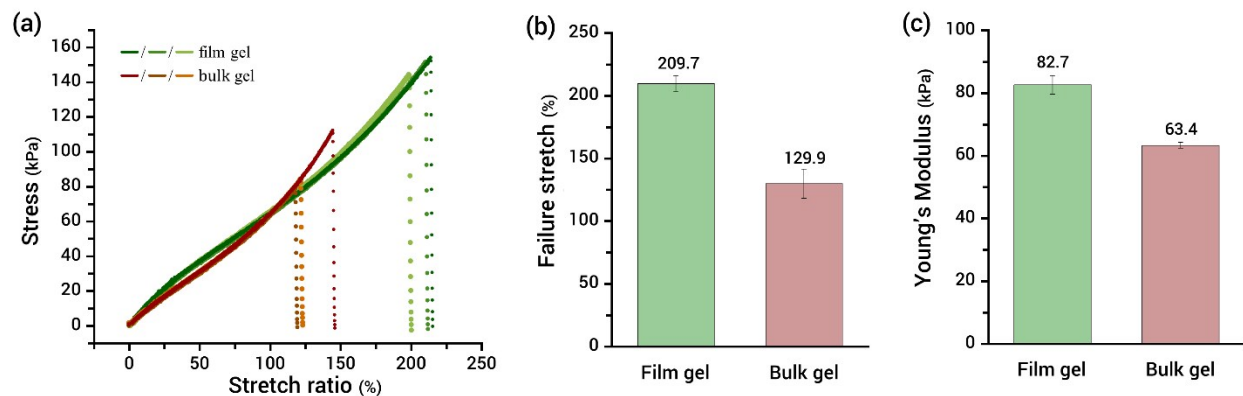 (a)
160
140
120
100
80
60
40
20
0
Stress (kPa)
/ / film gel
/ / bulk gel
0 50 100 150 200 250
Stretch ratio (%)
(b)
250
200
150
100
50
0
Failure stretch (%)
209.7
129.9
Film gel Bulk gel
(c)
100
80
60
40
20
0
Young's Modulus (kPa)
82.7
63.4
Film gel Bulk gel